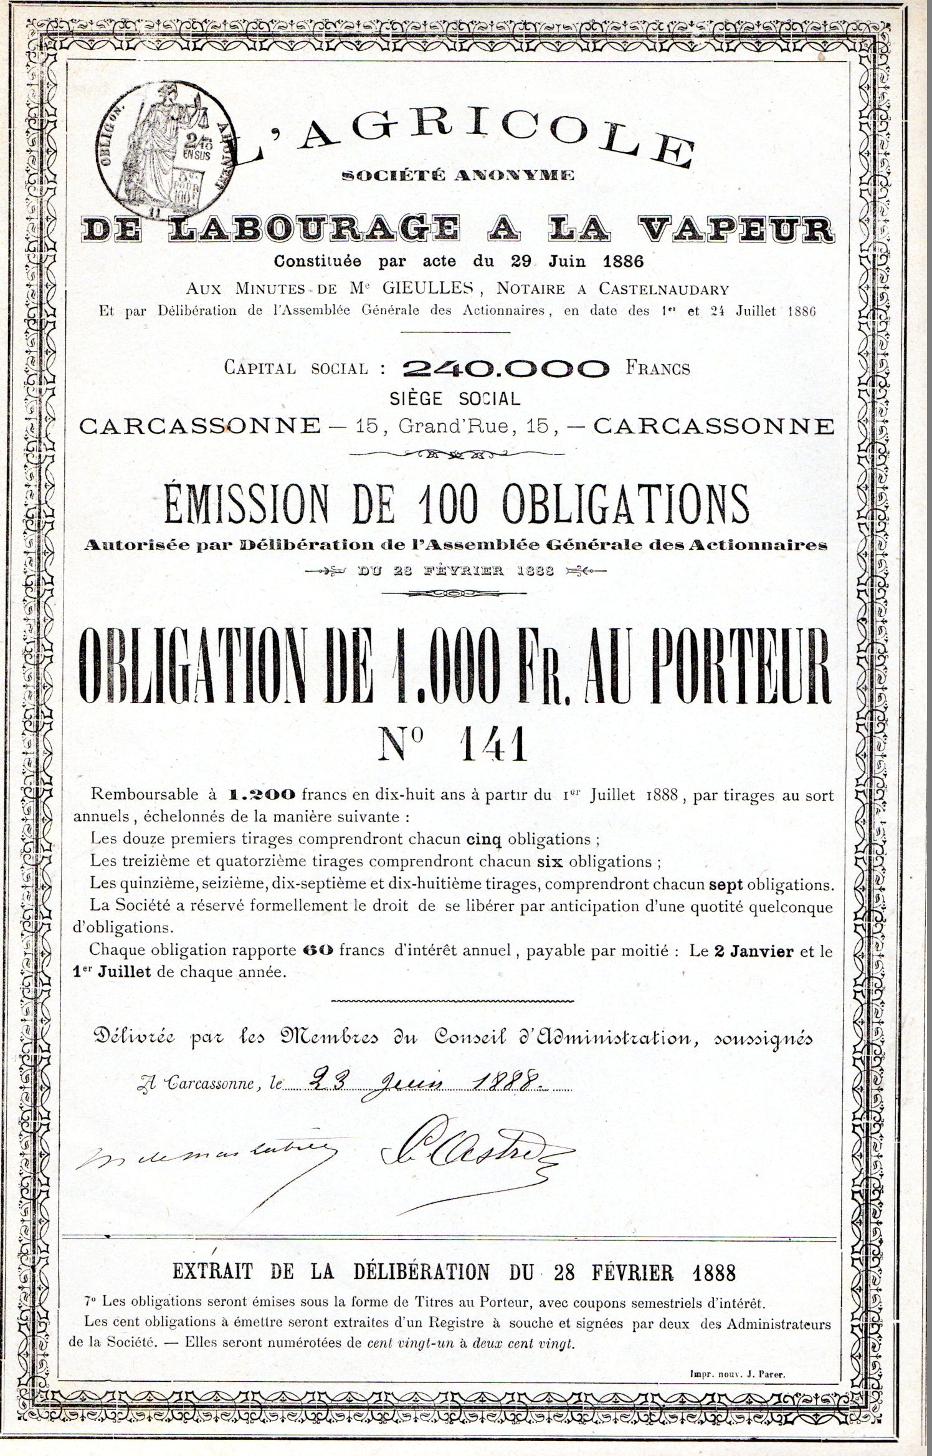 OBLIGON. AU DIVERS
2/10
EN SUS
L'AGRICOLE
SOCIÉTÉ ANONYME
DE LABOURAGE A LA VAPEUR
Constituée par acte du 29 Juin 1886
AUX MINUTES DE Me GIEULLES, NOTAIRE A CASTELNAUDARY
Et par Délibération de l'Assemblée Générale des Actionnaires, en date des 1er et 24 Juillet 1886
CAPITAL SOCIAL : 240.000 FRANCS
SIÈGE SOCIAL
CARCASSONNE — 15, Grand'Rue, 15, — CARCASSONNE
ÉMISSION DE 100 OBLIGATIONS
Autorisée par Délibération de l'Assemblée Générale des Actionnaires
DU 28 FÉVRIER 1888
OBLIGATION DE 1.000 FR. AU PORTEUR
No 141
Remboursable à 1.200 francs en dix-huit ans à partir du 1er Juillet 1888, par tirages au sort
annuels, échelonnés de la manière suivante :
Les douze premiers tirages comprendront chacun cinq obligations ;
Les treizième et quatorzième tirages comprendront chacun six obligations ;
Les quinzième, seizième, dix-septième et dix-huitième tirages, comprendront chacun sept obligations.
La Société a réservé formellement le droit de se libérer par anticipation d'une quotité quelconque
d'obligations.
Chaque obligation rapporte 60 francs d'intérêt annuel, payable par moitié : Le 2 Janvier et le
1er Juillet de chaque année.
Délivrée par les Membres du Conseil d'Administration, soussignés
A Carcassonne, le 23 Juin 1888.
EXTRAIT DE LA DÉLIBÉRATION DU 28 FÉVRIER 1888
7o Les obligations seront émises sous la forme de Titres au Porteur, avec coupons semestriels d'intérêt.
Les cent obligations à émettre seront extraites d'un Registre à souche et signées par deux des Administrateurs
de la Société. — Elles seront numérotées de cent vingt-un à deux cent vingt.
Impr. nouv. J. Parer.